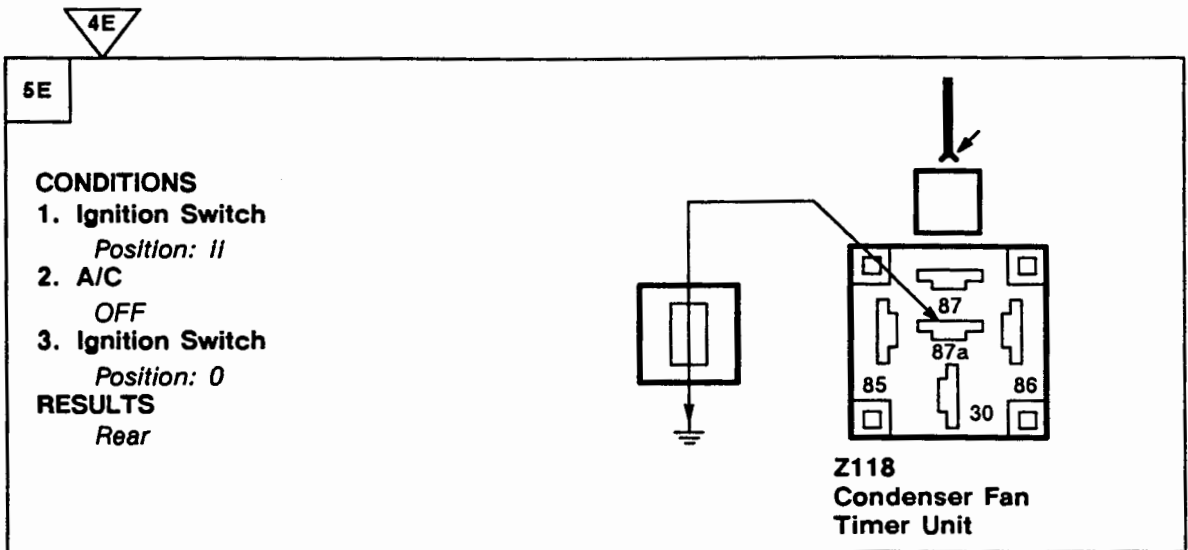 4E
5E
CONDITIONS
1. Ignition Switch
Position: II
2. A/C
OFF
3. Ignition Switch
Position: 0
RESULTS
Rear
87
87a
85
86
30
Z118
Condenser Fan
Timer Unit